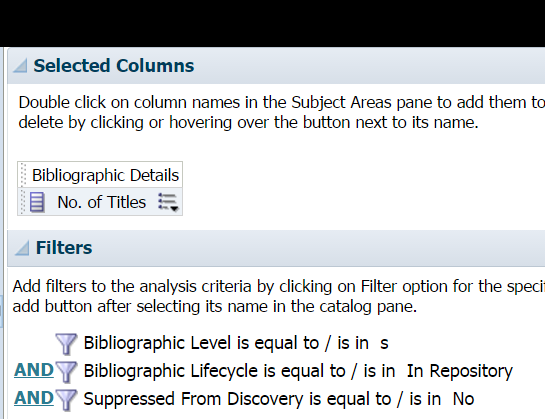 Selected Columns
Double click on column names in the Subject Areas pane to add them to
delete by clicking or hovering over the button next to its name.
Bibliographic Details
No. of Titles
Filters
Add filters to the analysis criteria by clicking on Filter option for the speci
add button after selecting its name in the catalog pane.
Bibliographic Level is equal to / is in s
AND Bibliographic Lifecycle is equal to / is in In Repository
AND Suppressed From Discovery is equal to / is in No